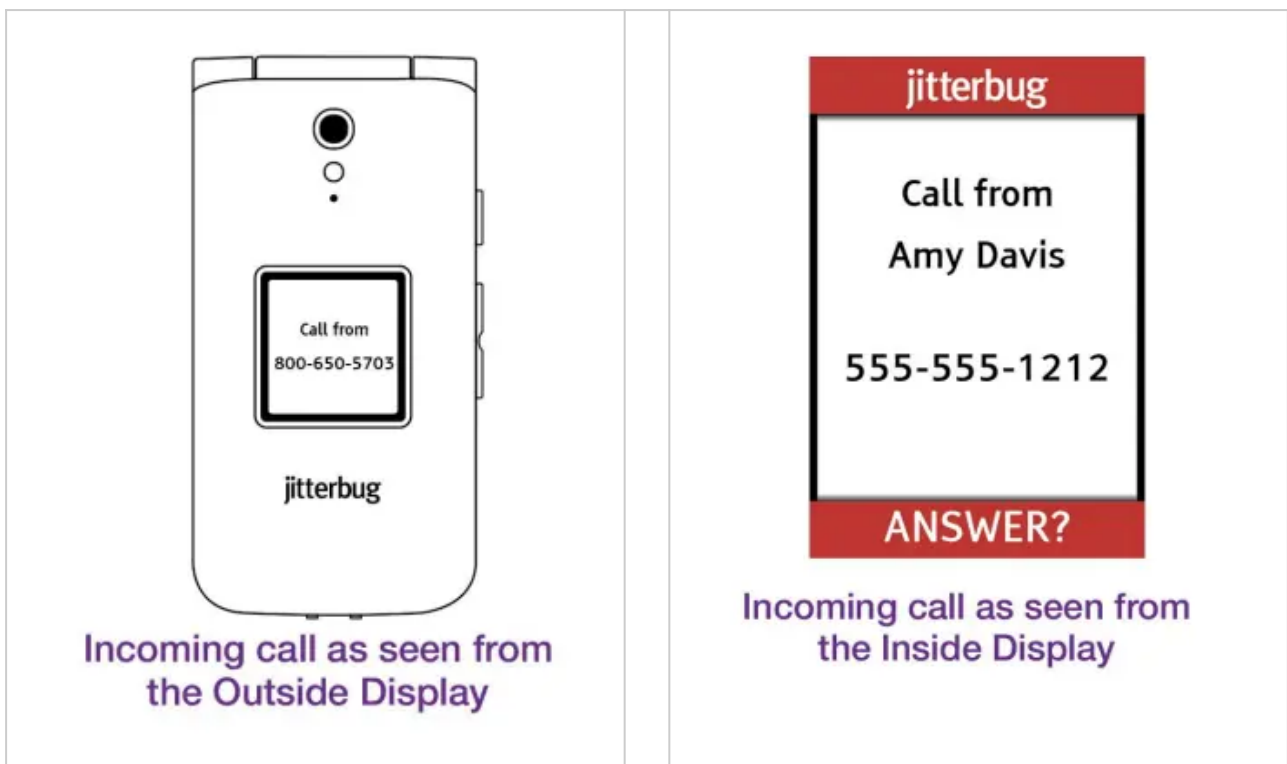 Call from
800-650-5703
jitterbug
Incoming call as seen from
the Outside Display
jitterbug
Call from
Amy Davis
555-555-1212
ANSWER?
Incoming call as seen from
the Inside Display